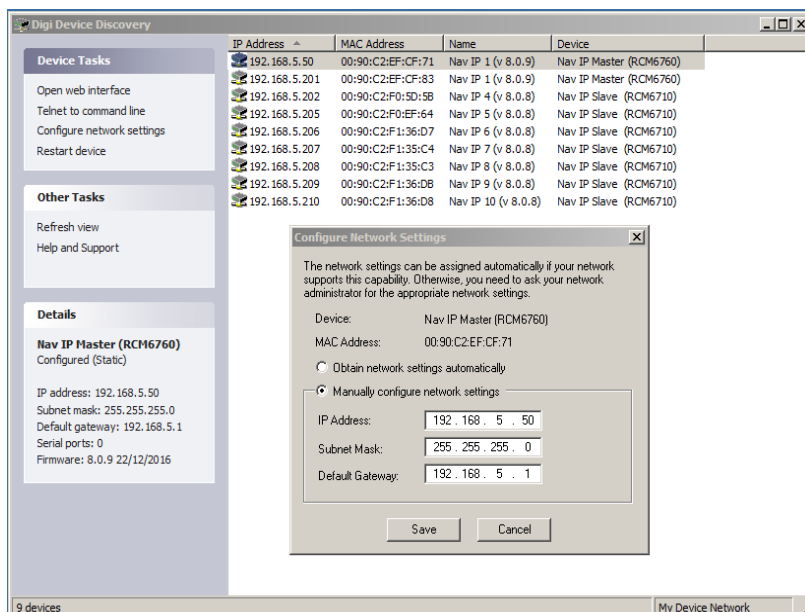 Digi Device Discovery
Device Tasks
Open web interface
Telnet to command line
Configure network settings
Restart device
Other Tasks
Refresh view
Help and Support
Details
Nav IP Master (RCM6760)
Configured (Static)
IP address: 192.168.5.50
Subnet mask: 255.255.255.0
Default gateway: 192.168.5.1
Serial ports: 0
Firmware: 8.0.9 22/12/2016
IP Address MAC Address Name Device
192.168.5.50 00:90:C2:EF:CF:71 Nav IP 1 (v 8.0.9) Nav IP Master (RCM6760)
192.168.5.201 00:90:C2:EF:CF:83 Nav IP 1 (v 8.0.9) Nav IP Master (RCM6760)
192.168.5.202 00:90:C2:F0:5D:5B Nav IP 4 (v 8.0.8) Nav IP Slave (RCM6710)
192.168.5.205 00:90:C2:F0:EF:64 Nav IP 5 (v 8.0.8) Nav IP Slave (RCM6710)
192.168.5.206 00:90:C2:F1:36:D7 Nav IP 6 (v 8.0.8) Nav IP Slave (RCM6710)
192.168.5.207 00:90:C2:F1:35:C4 Nav IP 7 (v 8.0.8) Nav IP Slave (RCM6710)
192.168.5.208 00:90:C2:F1:35:C3 Nav IP 8 (v 8.0.8) Nav IP Slave (RCM6710)
192.168.5.209 00:90:C2:F1:36:DB Nav IP 9 (v 8.0.8) Nav IP Slave (RCM6710)
192.168.5.210 00:90:C2:F1:36:D8 Nav IP 10 (v 8.0.8) Nav IP Slave (RCM6710)
Configure Network Settings
The network settings can be assigned automatically if your network
supports this capability. Otherwise, you need to ask your network
administrator for the appropriate network settings.
Device: Nav IP Master (RCM6760)
MAC Address: 00:90:C2:EF:CF:71
Obtain network settings automatically
Manually configure network settings
IP Address: 192 . 168 . 5 . 50
Subnet Mask: 255 . 255 . 255 . 0
Default Gateway: 192 . 168 . 5 . 1
Save Cancel
9 devices My Device Network